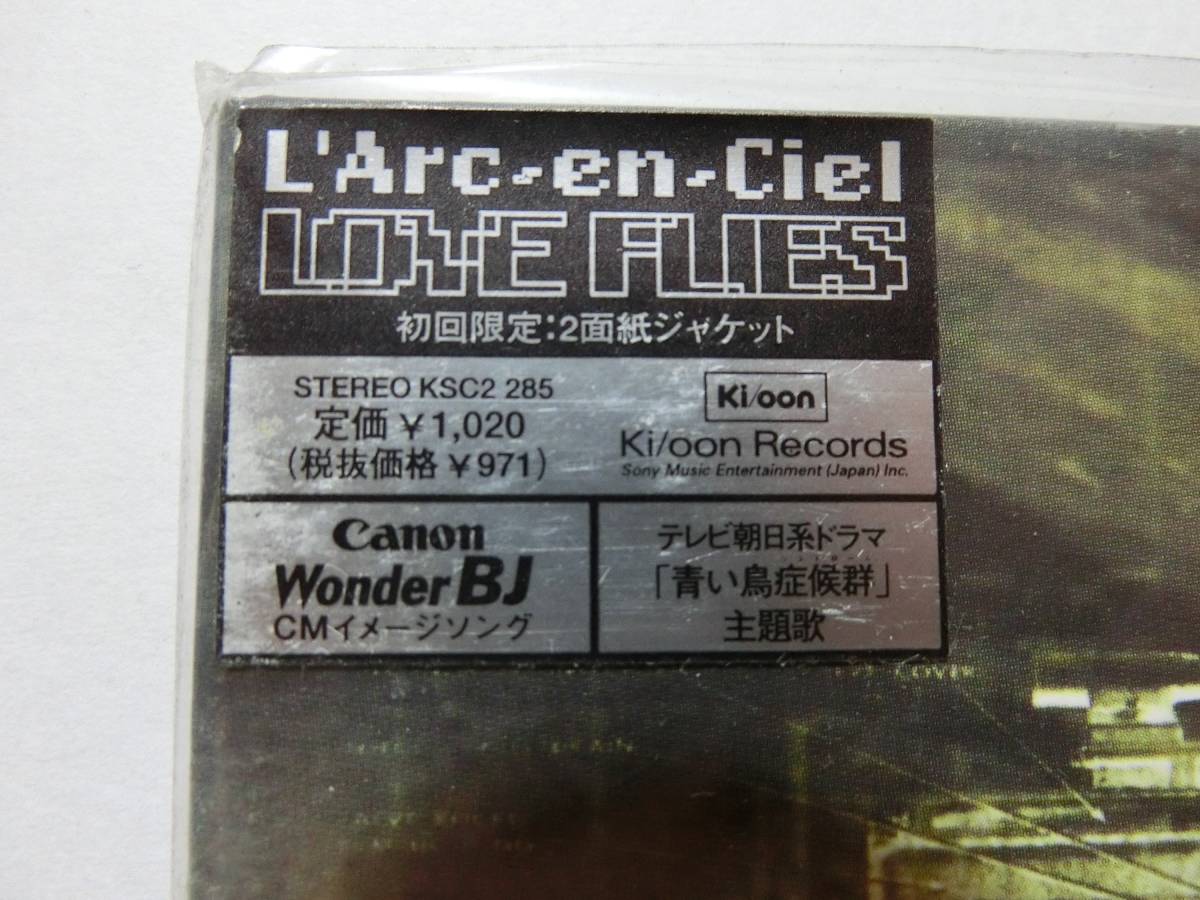 L'Arc-en-Ciel
LOVE FLIES
初回限定:2面紙ジャケット
STEREO KSC2 285
定価 ¥1,020
(税抜価格 ¥971)
Ki/oon
Ki/oon Records
Sony Music Entertainment (Japan) Inc.
Canon
Wonder BJ
CMイメージソング
テレビ朝日系ドラマ
「青い鳥症候群」
主題歌
COVER